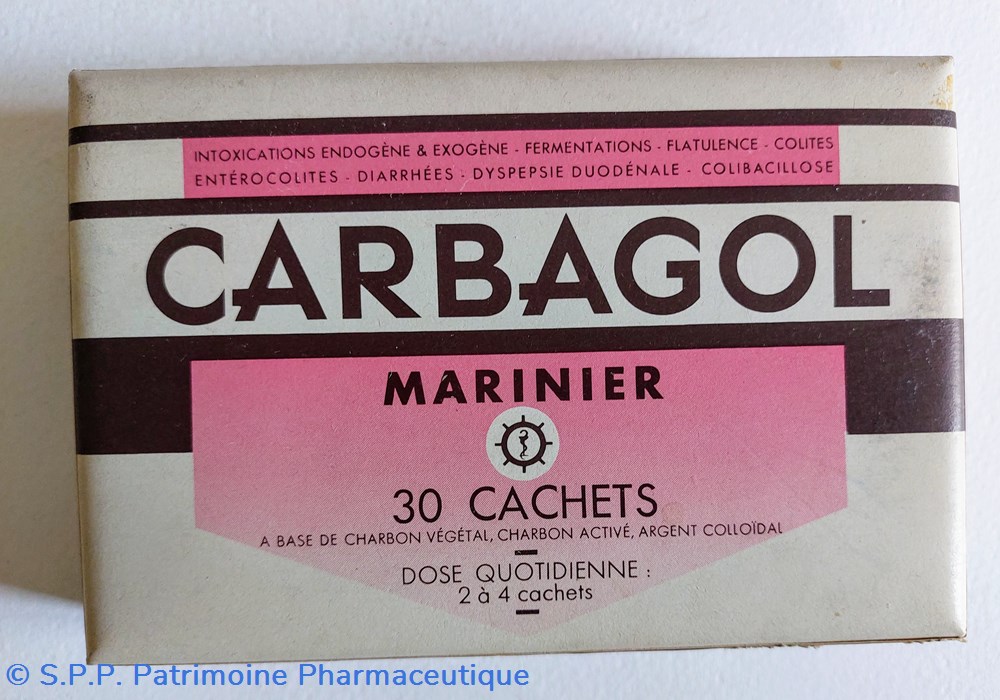 INTOXICATIONS ENDOGÈNE & EXOGÈNE - FERMENTATIONS - FLATULENCE - COLITES
ENTÉROCOLITES - DIARRHÉES - DYSPEPSIE DUODÉNALE - COLIBACILLOSE
CARBAGOL
MARINIER
30 CACHETS
A BASE DE CHARBON VÉGÉTAL, CHARBON ACTIVÉ, ARGENT COLLOÏDAL
DOSE QUOTIDIENNE :
2 à 4 cachets
© S.P.P. Patrimoine Pharmaceutique